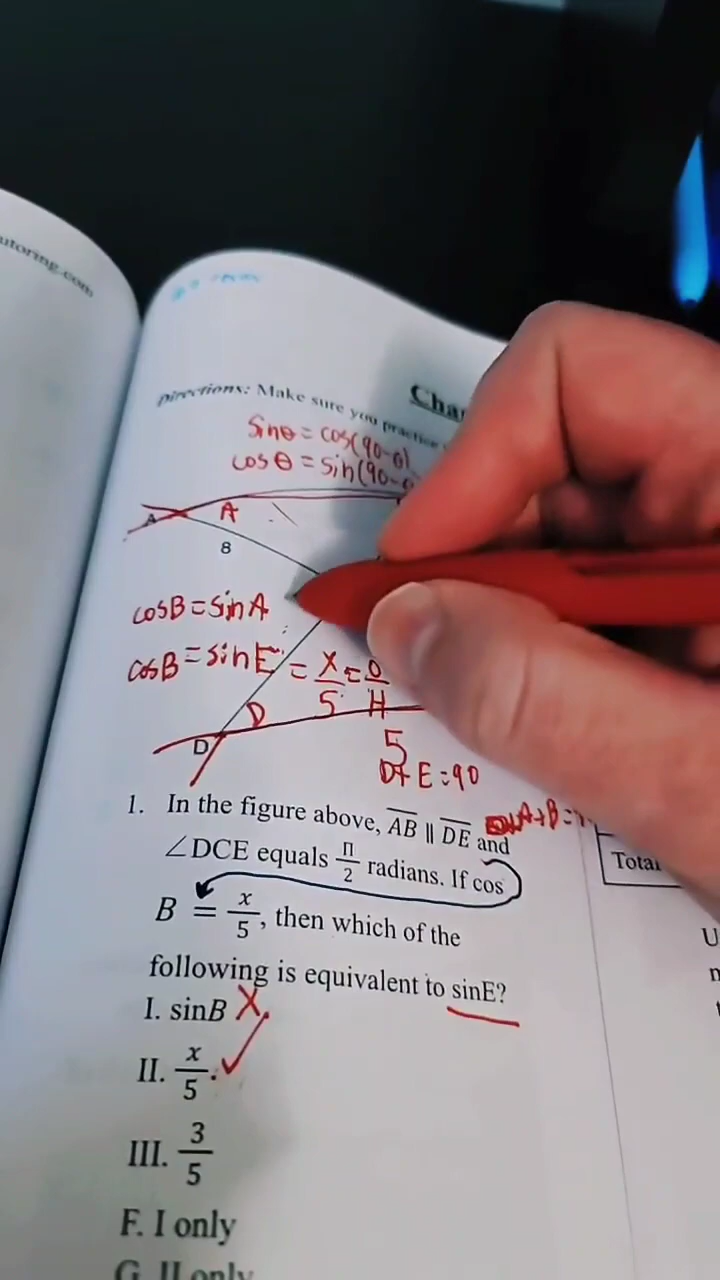 utoring.com
Directions: Make sure you practice
sinθ = cos(90-θ)
cosθ = sin(90-
A
A
8
cosB = sinA
cosB = sinE = x/5 = O/H
D
D
5
D+E=90
A+B=
1. In the figure above, AB || DE and
∠DCE equals π/2 radians. If cos
B = x/5, then which of the
following is equivalent to sinE?
I. sinB X
II. x/5. ✓
III. 3/5
F. I only
G. II only
Total
U